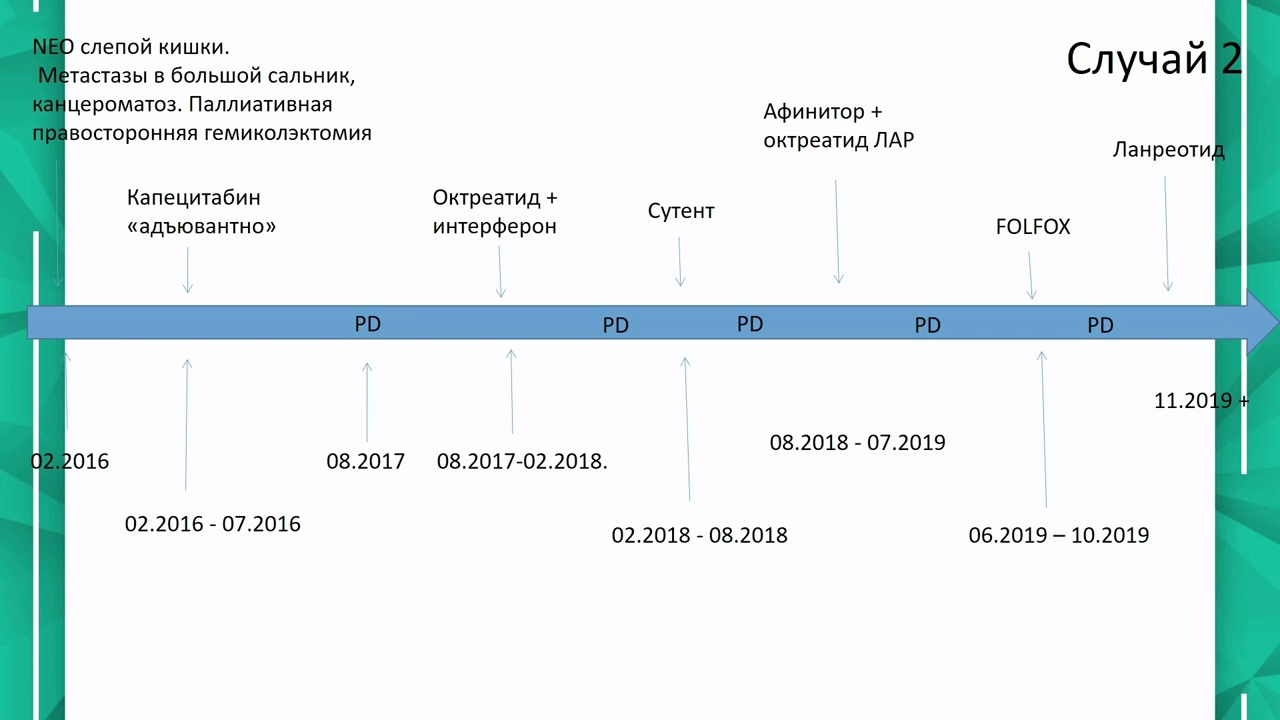 Случай 2
NEO слепой кишки.
Метастазы в большой сальник,
канцероматоз. Паллиативная
правосторонняя гемиколэктомия
Капецитабин
«адъювантно»
Октреатид +
интерферон
Сутент
Афинитор +
октреатид ЛАР
FOLFOX
Ланреотид
PD
PD
PD
PD
PD
02.2016
02.2016 - 07.2016
08.2017
08.2017-02.2018.
02.2018 - 08.2018
08.2018 - 07.2019
06.2019 – 10.2019
11.2019 +